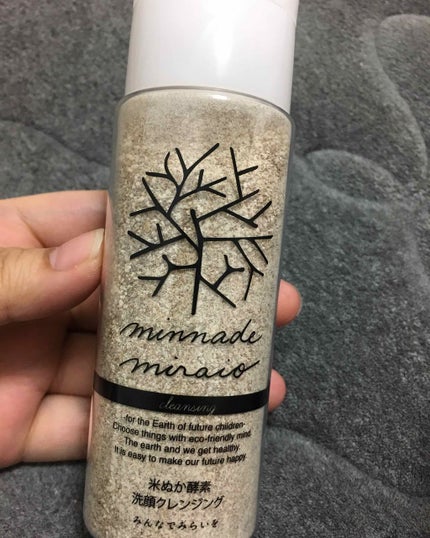 minnade
miraio
cleansing
-for the Earth of future children-
Choose things with eco-friendly mind.
The earth and we get healthy.
It is easy to make our future happy.
米ぬか酵素
洗顔クレンジング
みんなでみらいを